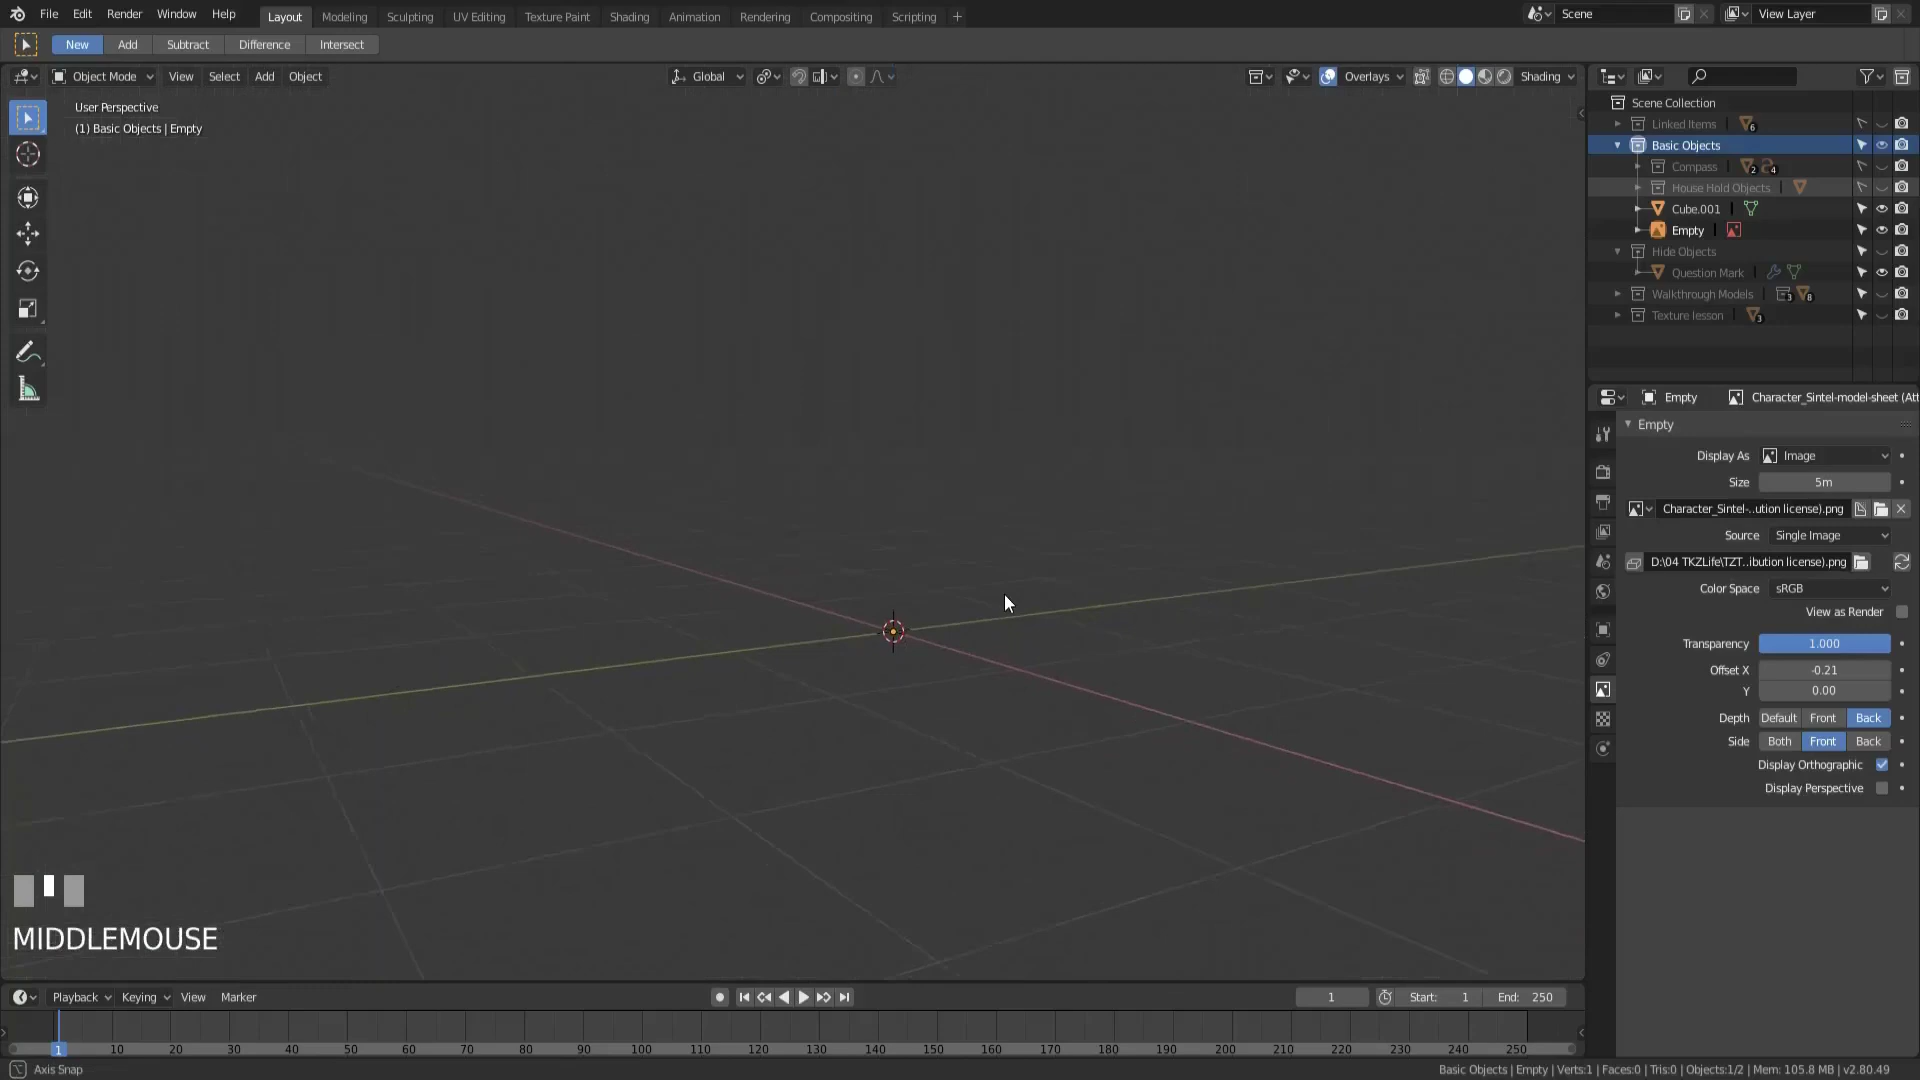 File Edit Render Window Help Layout Modeling Sculpting UV Editing Texture Paint Shading Animation Rendering Compositing Scripting + Scene View Layer
New Add Subtract Difference Intersect
Object Mode View Select Add Object Global Overlays Shading
User Perspective
(1) Basic Objects | Empty
Scene Collection
Linked Items 6
Basic Objects
Compass 2 4
House Hold Objects
Cube.001
Empty
Hide Objects
Question Mark
Walkthrough Models 3 8
Texture lesson 3
Empty Character_Sintel-model-sheet (Att
Empty
Display As Image
Size 5m
Character_Sintel-..ution license).png
Source Single Image
D:\04 TKZLife\TZT..ibution license).png
Color Space sRGB
View as Render
Transparency 1.000
Offset X -0.21
Y 0.00
Depth Default Front Back
Side Both Front Back
Display Orthographic
Display Perspective
MIDDLEMOUSE
Playback Keying View Marker 1 Start: 1 End: 250
1 10 20 30 40 50 60 70 80 90 100 110 120 130 140 150 160 170 180 190 200 210 220 230 240 250
Axis Snap Basic Objects | Empty | Verts:1 | Faces:0 | Tris:0 | Objects:1/2 | Mem: 105.8 MB | v2.80.49